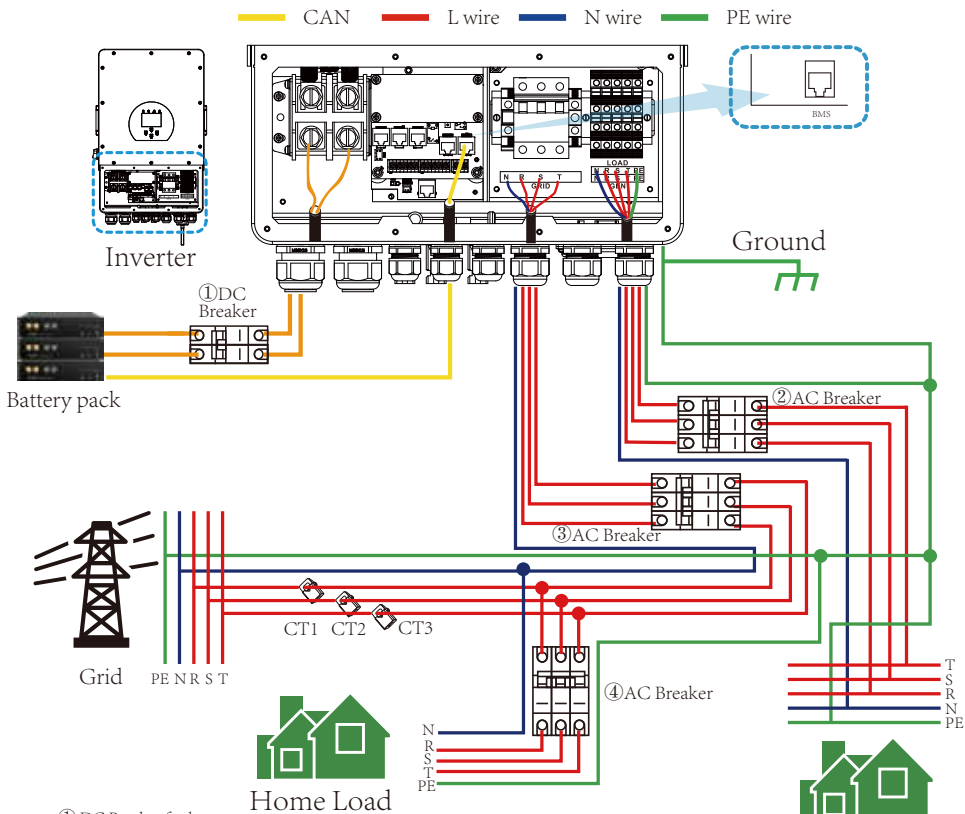 CAN L wire N wire PE wire
BMS
LOAD
N R S T PE
GEN
N R S T
GRID
Inverter
Ground
①DC
Breaker
Battery pack
②AC Breaker
③AC Breaker
CT1 CT2 CT3
Grid
PE N R S T
④AC Breaker
T
S
R
N
PE
N
R
S
T
PE
Home Load